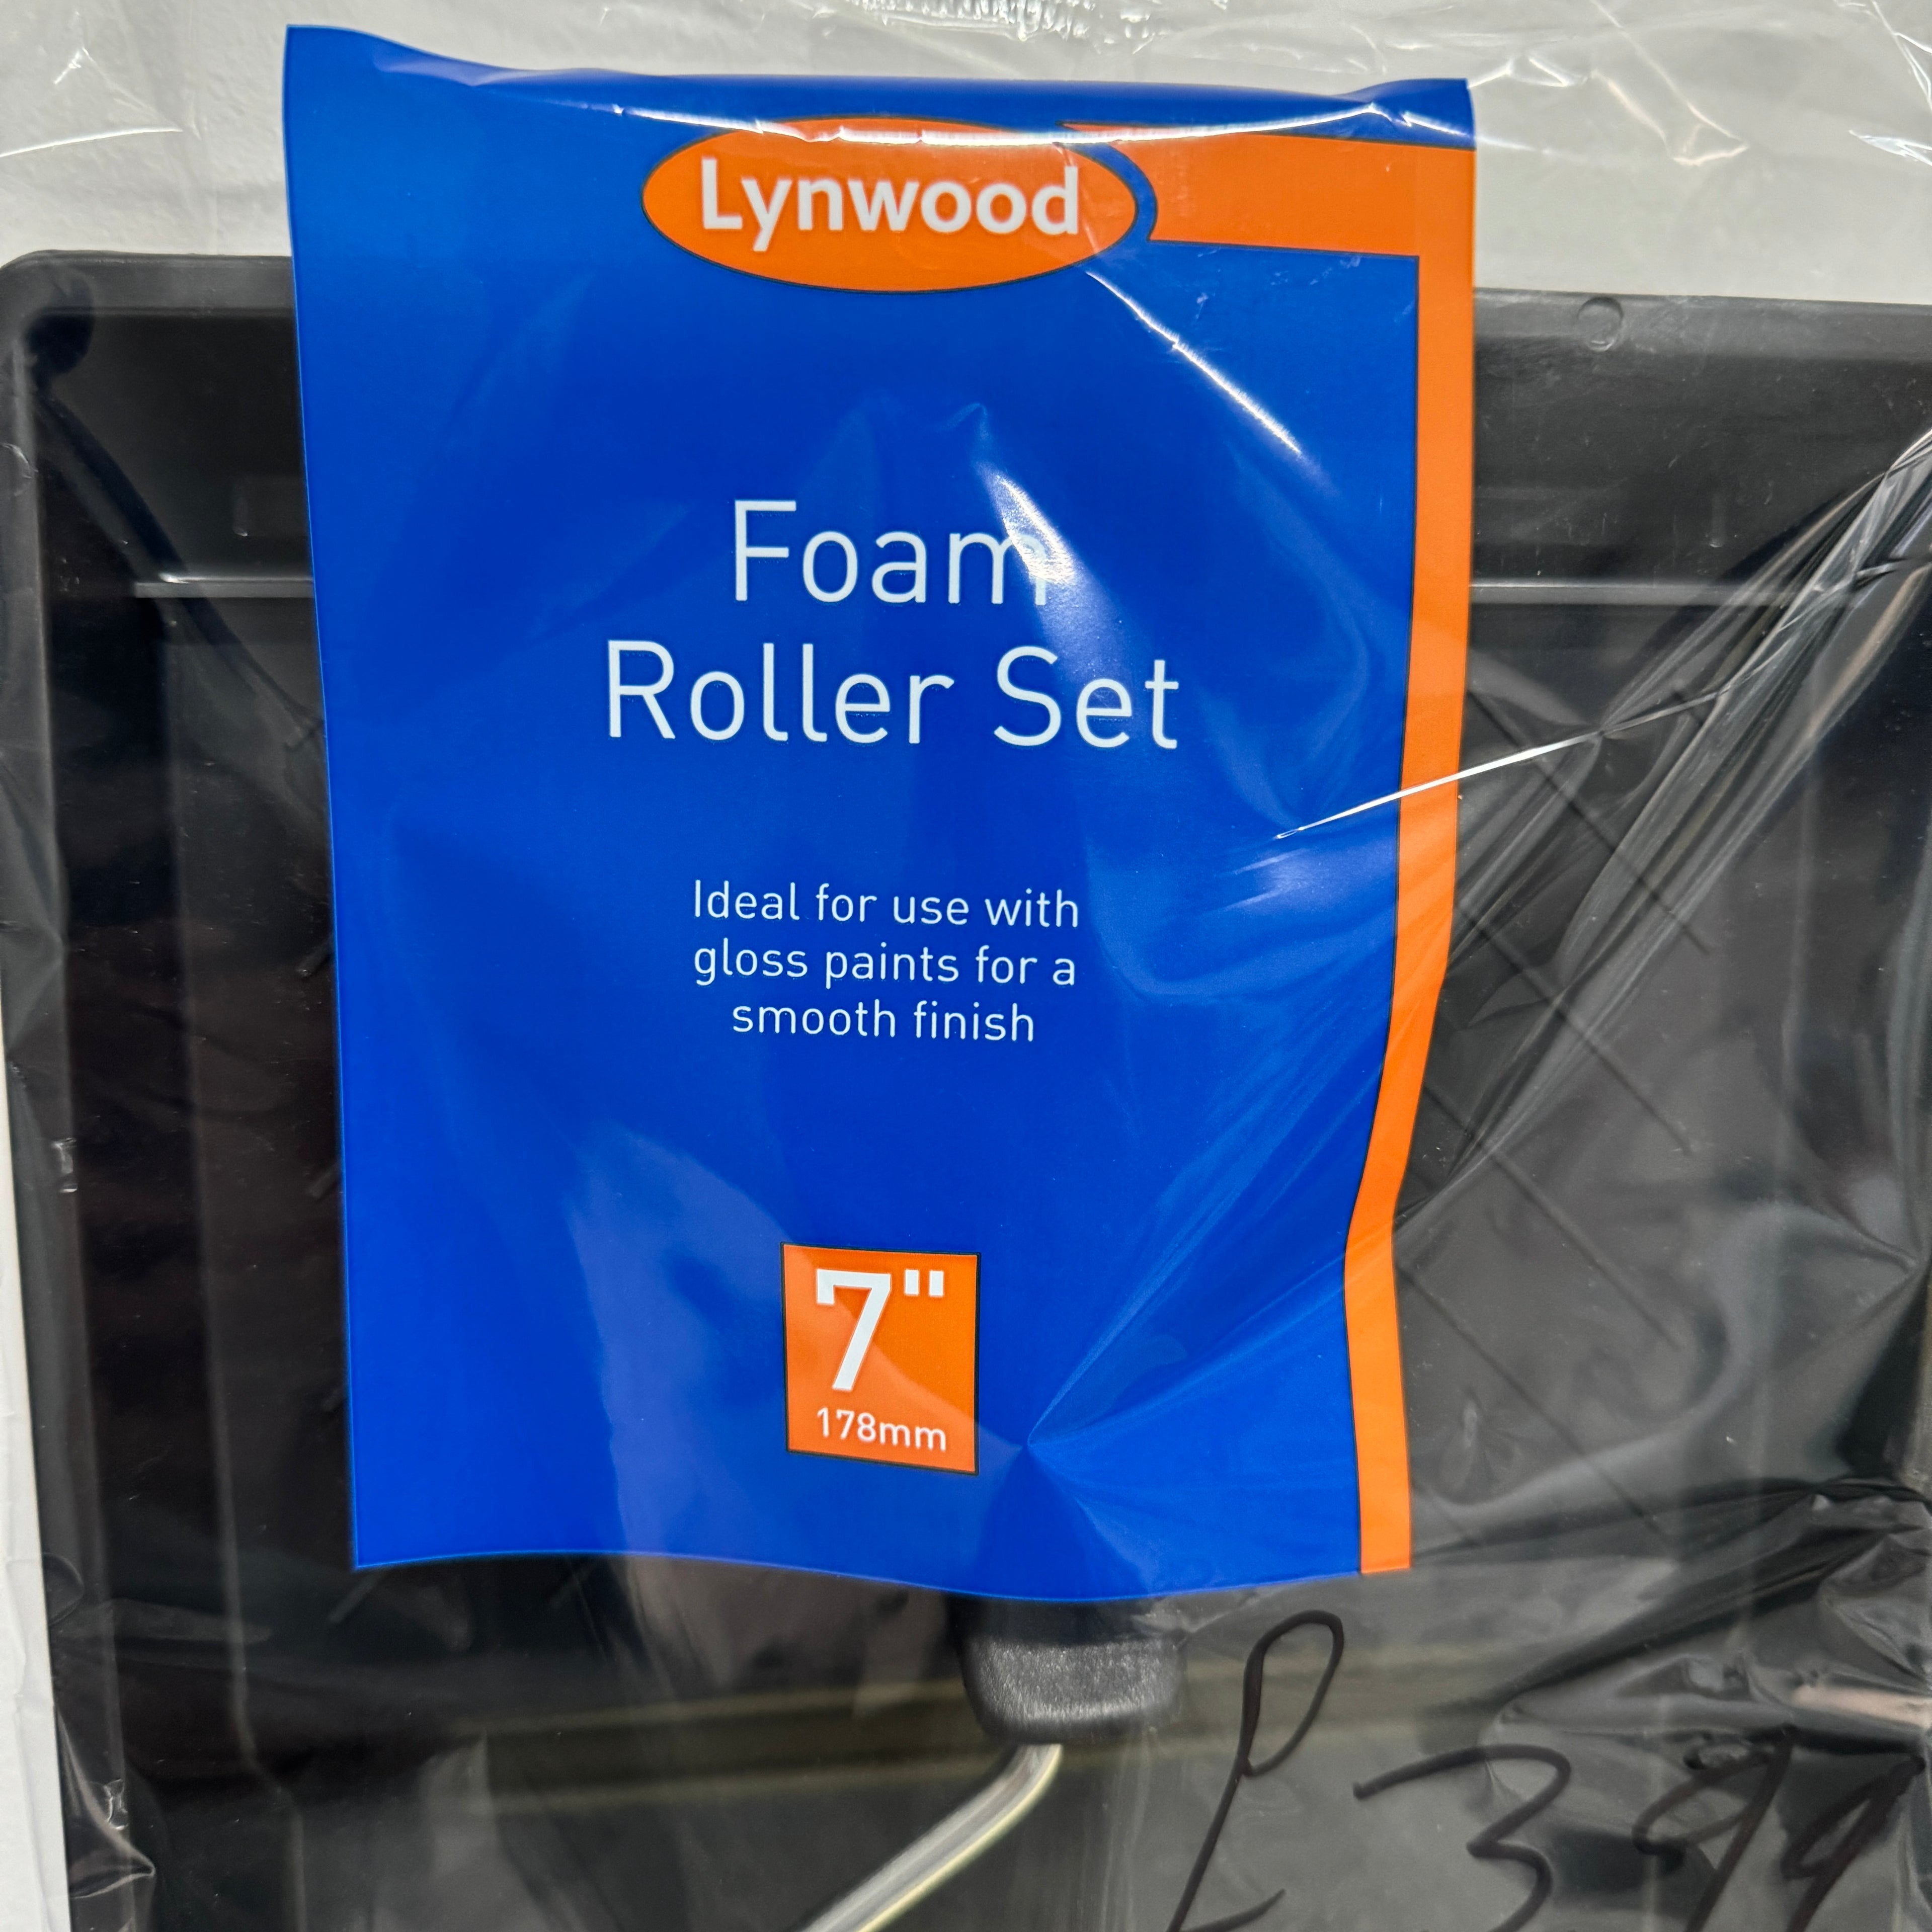 Lynwood
Foam
Roller Set
Ideal for use with
gloss paints for a
smooth finish
7"
178mm
£3.99